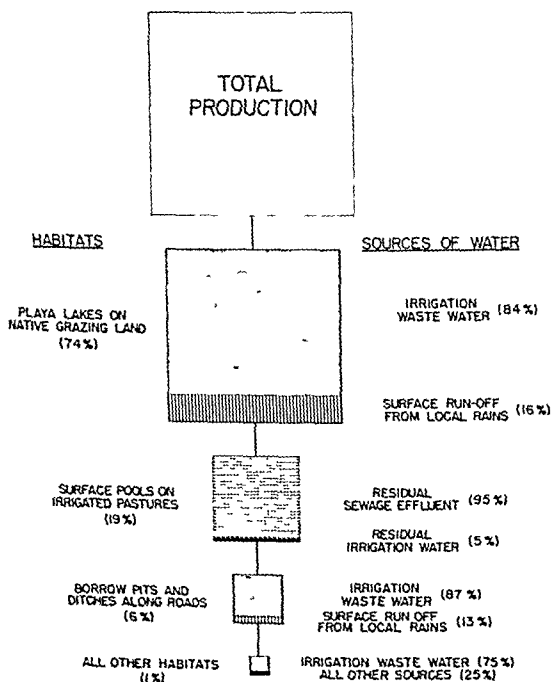 TOTAL
PRODUCTION
HABITATS
SOURCES OF WATER
PLAYA LAKES ON
NATIVE GRAZING LAND
(74%)
IRRIGATION
WASTE WATER (84%)
SURFACE RUN-OFF
FROM LOCAL RAINS (16%)
SURFACE POOLS ON
IRRIGATED PASTURES
(19%)
RESIDUAL
SEWAGE EFFLUENT (95%)
RESIDUAL
IRRIGATION WATER (5%)
BORROW PITS AND
DITCHES ALONG ROADS
(6%)
IRRIGATION
WASTE WATER (87%)
SURFACE RUN OFF
FROM LOCAL RAINS (13%)
ALL OTHER HABITATS
(1%)
IRRIGATION WASTE WATER (75%)
ALL OTHER SOURCES (25%)